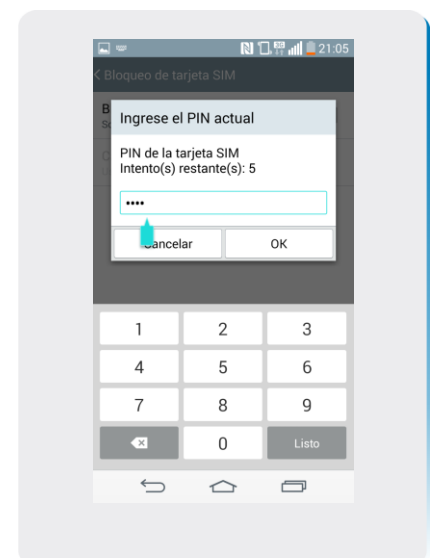 21:05
Bloqueo de tarjeta SIM
Ingrese el PIN actual
PIN de la tarjeta SIM
Intento(s) restante(s): 5
••••
Cancelar OK
1 2 3
4 5 6
7 8 9
0 Listo